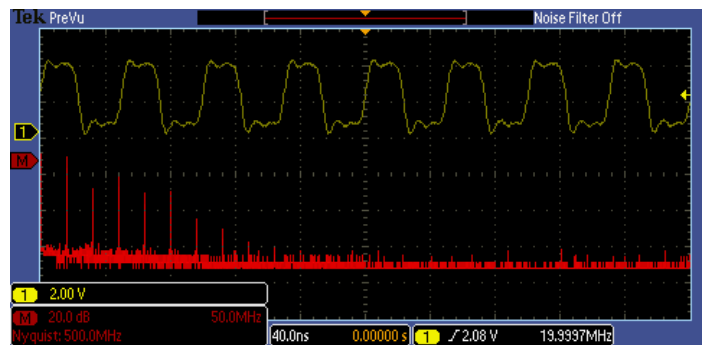 Tek PreVu
Noise Filter Off
1
M
1 2.00 V
M 20.0 dB 50.0MHz
Nyquist: 500.0MHz
40.0ns 0.00000 s
1 ∫ 2.08 V 19.9997MHz